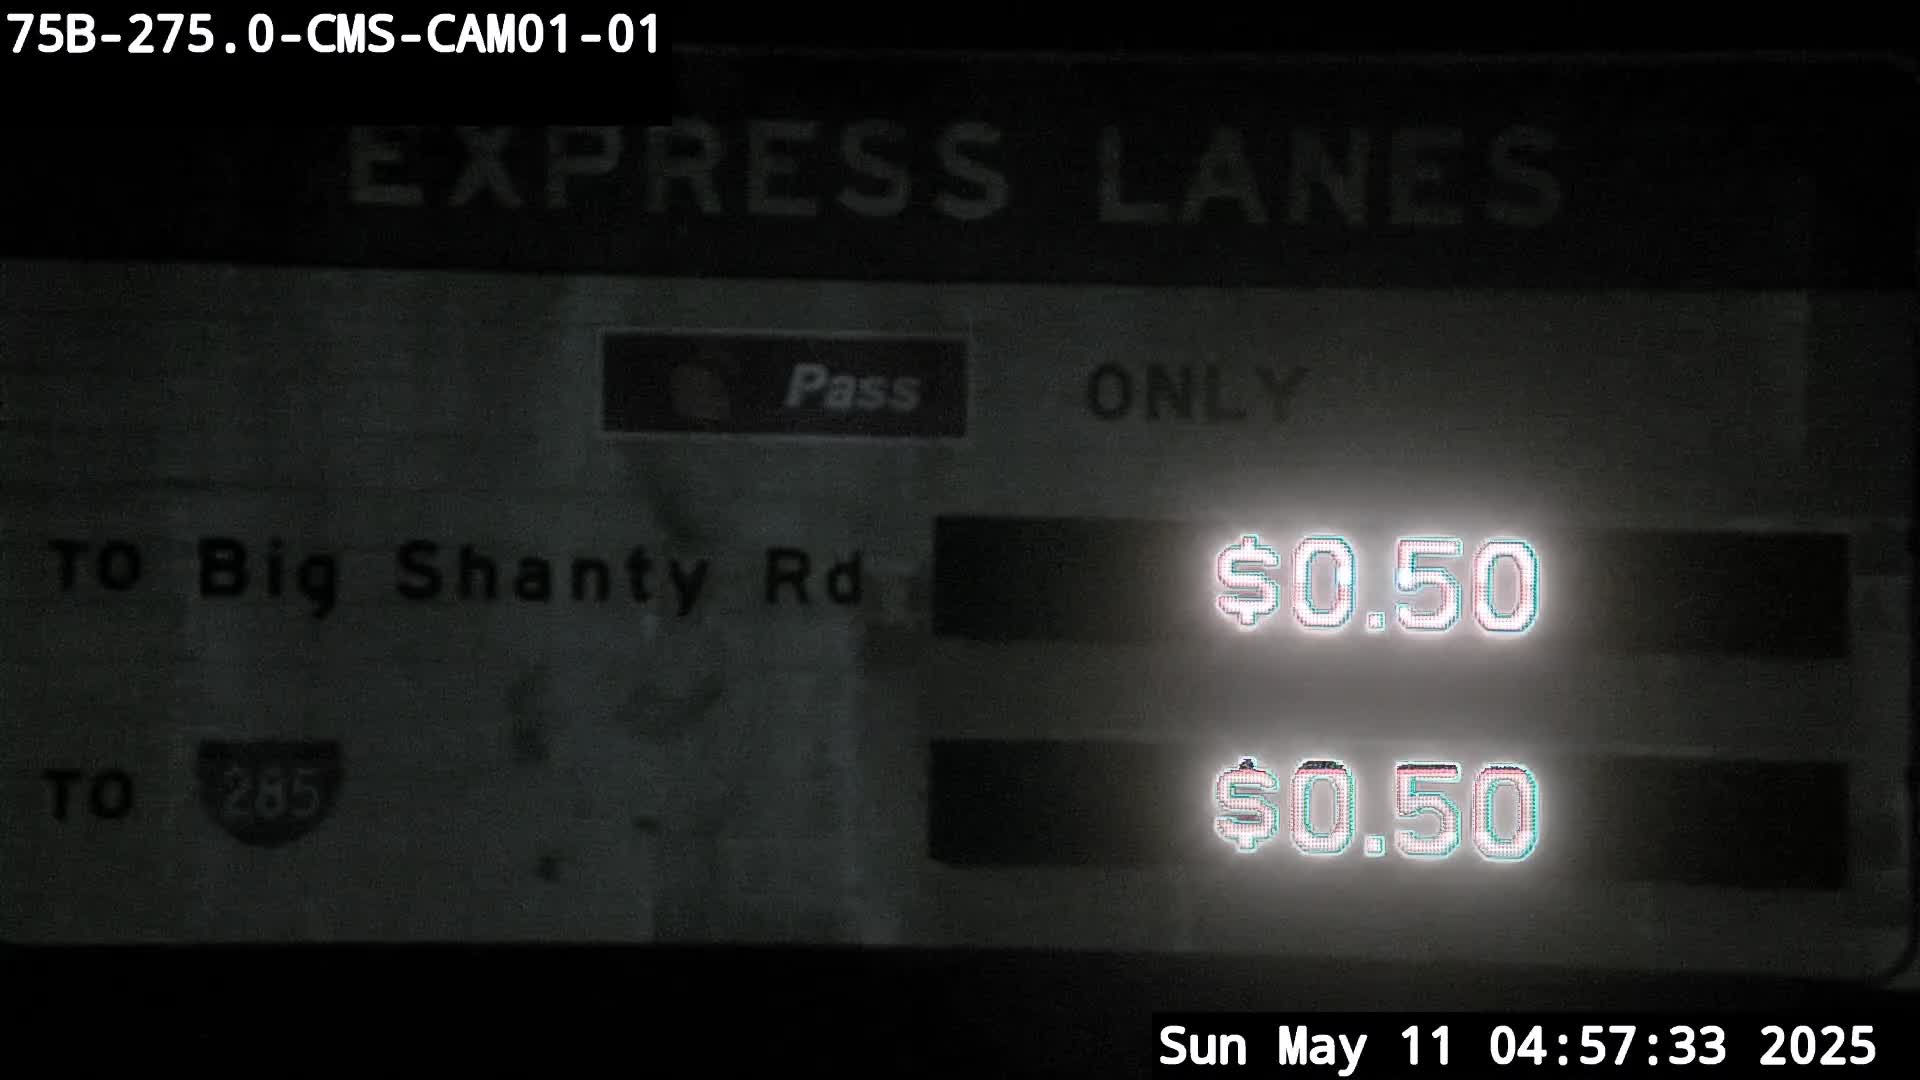 75B-275.0-CMS-CAM01-01
EXPRESS LANES
Pass ONLY
TO Big Shanty Rd $0.50
TO 285 $0.50
Sun May 11 04:57:33 2025